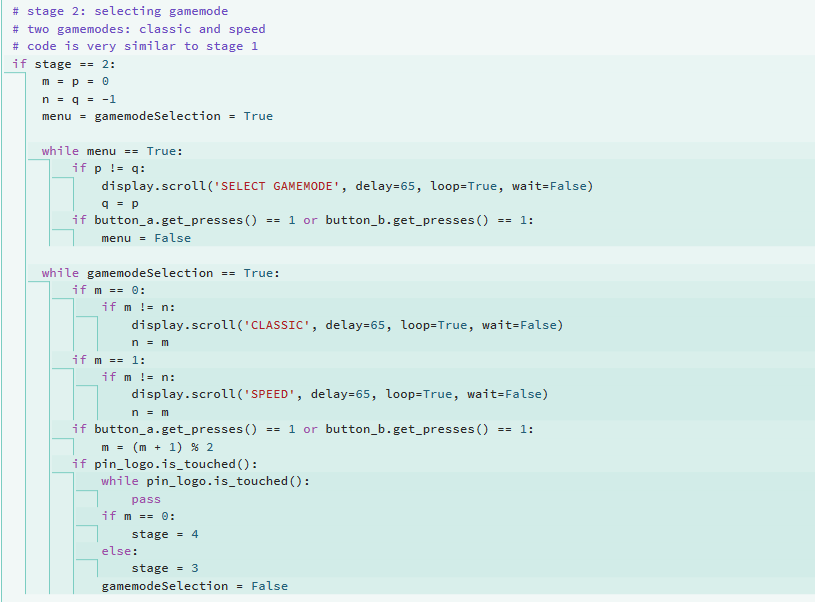 # stage 2: selecting gamemode
# two gamemodes: classic and speed
# code is very similar to stage 1
if stage == 2:
    m = p = 0
    n = q = -1
    menu = gamemodeSelection = True

    while menu == True:
        if p != q:
            display.scroll('SELECT GAMEMODE', delay=65, loop=True, wait=False)
            q = p
        if button_a.get_presses() == 1 or button_b.get_presses() == 1:
            menu = False

    while gamemodeSelection == True:
        if m == 0:
            if m != n:
                display.scroll('CLASSIC', delay=65, loop=True, wait=False)
                n = m
        if m == 1:
            if m != n:
                display.scroll('SPEED', delay=65, loop=True, wait=False)
                n = m
        if button_a.get_presses() == 1 or button_b.get_presses() == 1:
            m = (m + 1) % 2
        if pin_logo.is_touched():
            while pin_logo.is_touched():
                pass
            if m == 0:
                stage = 4
            else:
                stage = 3
            gamemodeSelection = False